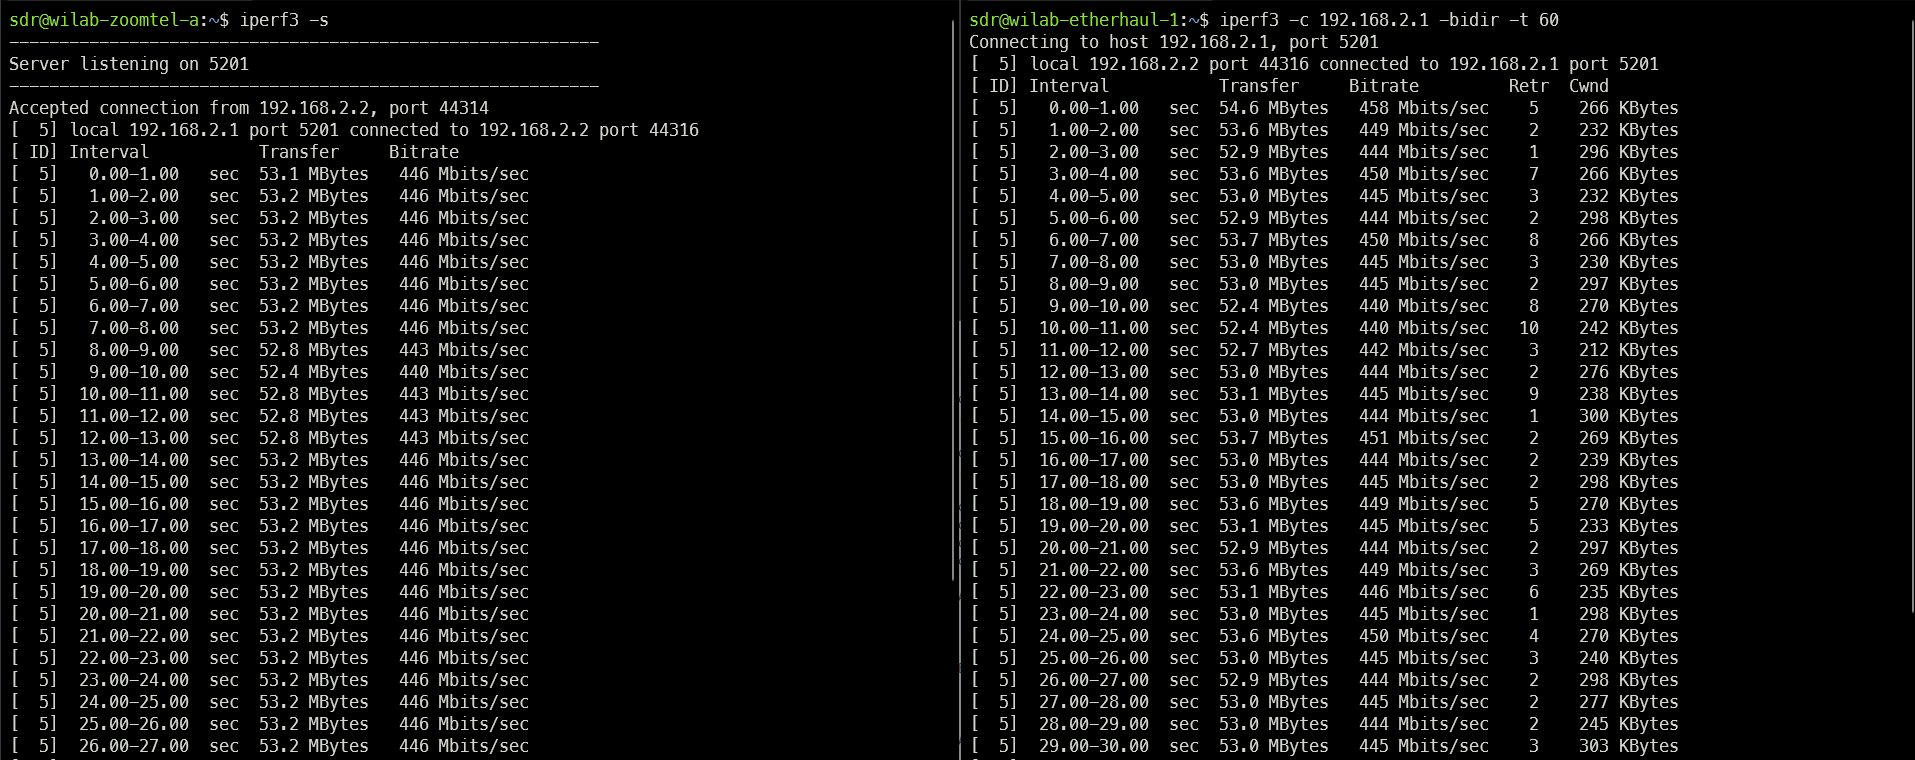 sdr@wilab-zoomtel-a:~$ iperf3 -s
-----------------------------------------------------------
Server listening on 5201
-----------------------------------------------------------
Accepted connection from 192.168.2.2, port 44314
[  5] local 192.168.2.1 port 5201 connected to 192.168.2.2 port 44316
[ ID] Interval           Transfer     Bitrate
[  5]   0.00-1.00   sec  53.1 MBytes   446 Mbits/sec
[  5]   1.00-2.00   sec  53.2 MBytes   446 Mbits/sec
[  5]   2.00-3.00   sec  53.2 MBytes   446 Mbits/sec
[  5]   3.00-4.00   sec  53.2 MBytes   446 Mbits/sec
[  5]   4.00-5.00   sec  53.2 MBytes   446 Mbits/sec
[  5]   5.00-6.00   sec  53.2 MBytes   446 Mbits/sec
[  5]   6.00-7.00   sec  53.2 MBytes   446 Mbits/sec
[  5]   7.00-8.00   sec  53.2 MBytes   446 Mbits/sec
[  5]   8.00-9.00   sec  52.8 MBytes   443 Mbits/sec
[  5]   9.00-10.00  sec  52.4 MBytes   440 Mbits/sec
[  5]  10.00-11.00  sec  52.8 MBytes   443 Mbits/sec
[  5]  11.00-12.00  sec  52.8 MBytes   443 Mbits/sec
[  5]  12.00-13.00  sec  52.8 MBytes   443 Mbits/sec
[  5]  13.00-14.00  sec  53.2 MBytes   446 Mbits/sec
[  5]  14.00-15.00  sec  53.2 MBytes   446 Mbits/sec
[  5]  15.00-16.00  sec  53.2 MBytes   446 Mbits/sec
[  5]  16.00-17.00  sec  53.2 MBytes   446 Mbits/sec
[  5]  17.00-18.00  sec  53.2 MBytes   446 Mbits/sec
[  5]  18.00-19.00  sec  53.2 MBytes   446 Mbits/sec
[  5]  19.00-20.00  sec  53.2 MBytes   446 Mbits/sec
[  5]  20.00-21.00  sec  53.2 MBytes   446 Mbits/sec
[  5]  21.00-22.00  sec  53.2 MBytes   446 Mbits/sec
[  5]  22.00-23.00  sec  53.2 MBytes   446 Mbits/sec
[  5]  23.00-24.00  sec  53.2 MBytes   446 Mbits/sec
[  5]  24.00-25.00  sec  53.2 MBytes   446 Mbits/sec
[  5]  25.00-26.00  sec  53.2 MBytes   446 Mbits/sec
[  5]  26.00-27.00  sec  53.2 MBytes   446 Mbits/sec
sdr@wilab-etherhaul-1:~$ iperf3 -c 192.168.2.1 -bidir -t 60
Connecting to host 192.168.2.1, port 5201
[  5] local 192.168.2.2 port 44316 connected to 192.168.2.1 port 5201
[ ID] Interval           Transfer     Bitrate         Retr  Cwnd
[  5]   0.00-1.00   sec  54.6 MBytes   458 Mbits/sec    5    266 KBytes
[  5]   1.00-2.00   sec  53.6 MBytes   449 Mbits/sec    2    232 KBytes
[  5]   2.00-3.00   sec  52.9 MBytes   444 Mbits/sec    1    296 KBytes
[  5]   3.00-4.00   sec  53.6 MBytes   450 Mbits/sec    7    266 KBytes
[  5]   4.00-5.00   sec  53.0 MBytes   445 Mbits/sec    3    232 KBytes
[  5]   5.00-6.00   sec  52.9 MBytes   444 Mbits/sec    2    298 KBytes
[  5]   6.00-7.00   sec  53.7 MBytes   450 Mbits/sec    8    266 KBytes
[  5]   7.00-8.00   sec  53.0 MBytes   445 Mbits/sec    3    230 KBytes
[  5]   8.00-9.00   sec  53.0 MBytes   445 Mbits/sec    2    297 KBytes
[  5]   9.00-10.00  sec  52.4 MBytes   440 Mbits/sec    8    270 KBytes
[  5]  10.00-11.00  sec  52.4 MBytes   440 Mbits/sec   10    242 KBytes
[  5]  11.00-12.00  sec  52.7 MBytes   442 Mbits/sec    3    212 KBytes
[  5]  12.00-13.00  sec  53.0 MBytes   444 Mbits/sec    2    276 KBytes
[  5]  13.00-14.00  sec  53.1 MBytes   445 Mbits/sec    9    238 KBytes
[  5]  14.00-15.00  sec  53.0 MBytes   444 Mbits/sec    1    300 KBytes
[  5]  15.00-16.00  sec  53.7 MBytes   451 Mbits/sec    2    269 KBytes
[  5]  16.00-17.00  sec  53.0 MBytes   444 Mbits/sec    2    239 KBytes
[  5]  17.00-18.00  sec  53.0 MBytes   445 Mbits/sec    2    298 KBytes
[  5]  18.00-19.00  sec  53.6 MBytes   449 Mbits/sec    5    270 KBytes
[  5]  19.00-20.00  sec  53.1 MBytes   445 Mbits/sec    5    233 KBytes
[  5]  20.00-21.00  sec  52.9 MBytes   444 Mbits/sec    2    297 KBytes
[  5]  21.00-22.00  sec  53.6 MBytes   449 Mbits/sec    3    269 KBytes
[  5]  22.00-23.00  sec  53.1 MBytes   446 Mbits/sec    6    235 KBytes
[  5]  23.00-24.00  sec  53.0 MBytes   445 Mbits/sec    1    298 KBytes
[  5]  24.00-25.00  sec  53.6 MBytes   450 Mbits/sec    4    270 KBytes
[  5]  25.00-26.00  sec  53.0 MBytes   445 Mbits/sec    3    240 KBytes
[  5]  26.00-27.00  sec  52.9 MBytes   444 Mbits/sec    2    298 KBytes
[  5]  27.00-28.00  sec  53.0 MBytes   445 Mbits/sec    2    277 KBytes
[  5]  28.00-29.00  sec  53.0 MBytes   444 Mbits/sec    2    245 KBytes
[  5]  29.00-30.00  sec  53.0 MBytes   445 Mbits/sec    3    303 KBytes